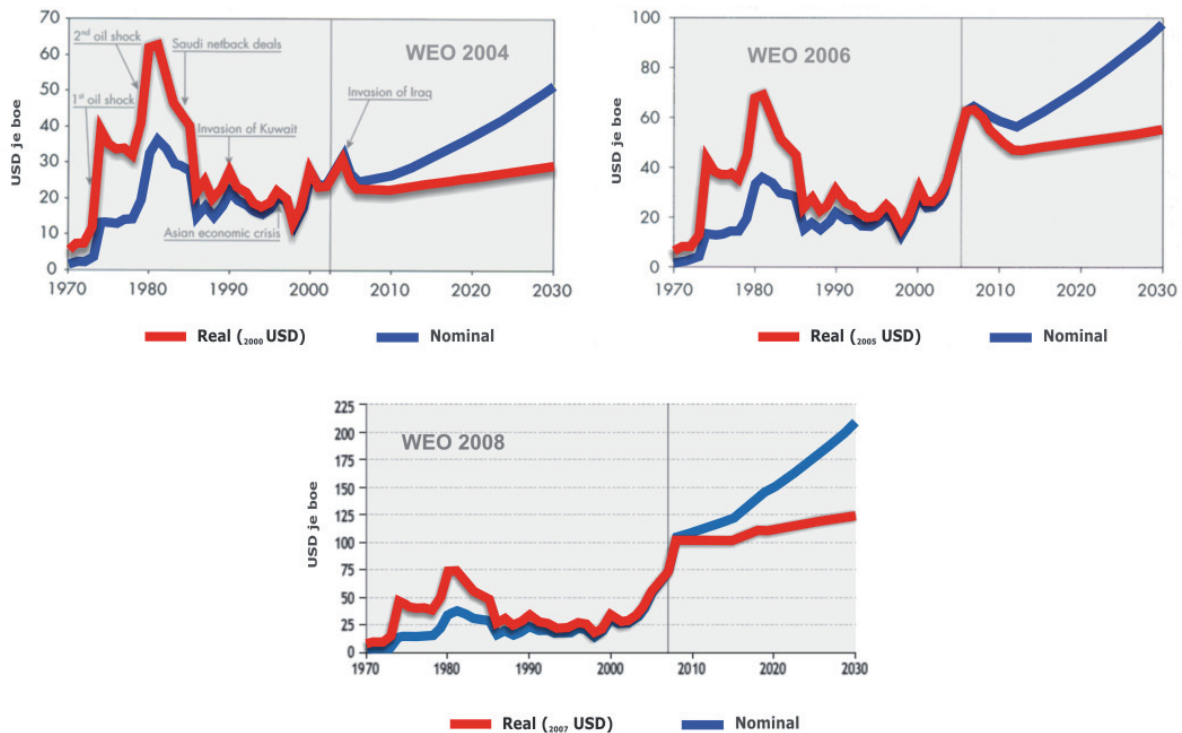 70
60
50
40
30
20
10
0
USD je boe
2nd oil shock
1st oil shock
Saudi netback deals
Invasion of Kuwait
Asian economic crisis
Invasion of Iraq
WEO 2004
1970 1980 1990 2000 2010 2020 2030
Real (2000 USD) Nominal
100
80
60
40
20
0
USD je boe
WEO 2006
1970 1980 1990 2000 2010 2020 2030
Real (2005 USD) Nominal
225
200
175
150
125
100
75
50
25
0
USD je boe
WEO 2008
1970 1980 1990 2000 2010 2020 2030
Real (2007 USD) Nominal